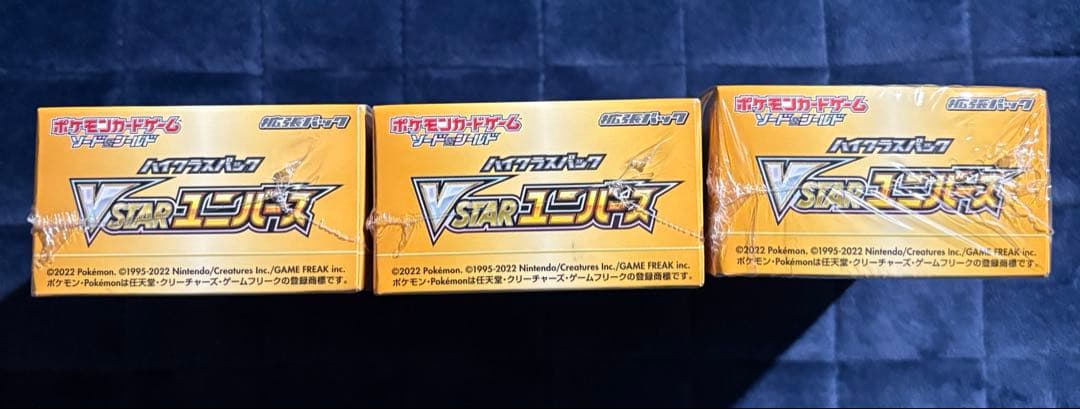 ポケモンカードゲーム
ソード&シールド
拡張パック
ハイクラスパック
VSTARユニバース
©2022 Pokémon. ©1995-2022 Nintendo/Creatures Inc./GAME FREAK inc.
ポケモン・Pokémonは任天堂・クリーチャーズ・ゲームフリークの登録商標です。
ポケモンカードゲーム
ソード&シールド
拡張パック
ハイクラスパック
VSTARユニバース
©2022 Pokémon. ©1995-2022 Nintendo/Creatures Inc./GAME FREAK inc.
ポケモン・Pokémonは任天堂・クリーチャーズ・ゲームフリークの登録商標です。
ポケモンカードゲーム
ソード&シールド
拡張パック
ハイクラスパック
VSTARユニバース
©2022 Pokémon. ©1995-2022 Nintendo/Creatures Inc./GAME FREAK inc.
ポケモン・Pokémonは任天堂・クリーチャーズ・ゲームフリークの登録商標です。